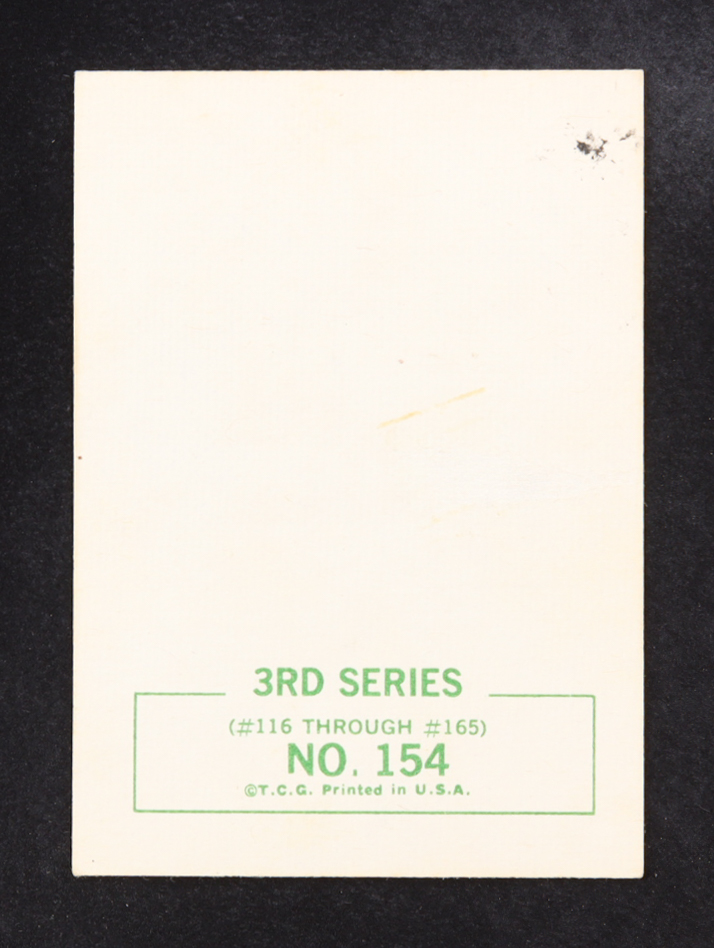 3RD SERIES
(#116 THROUGH #165)
NO. 154
©T.C.G. Printed in U.S.A.